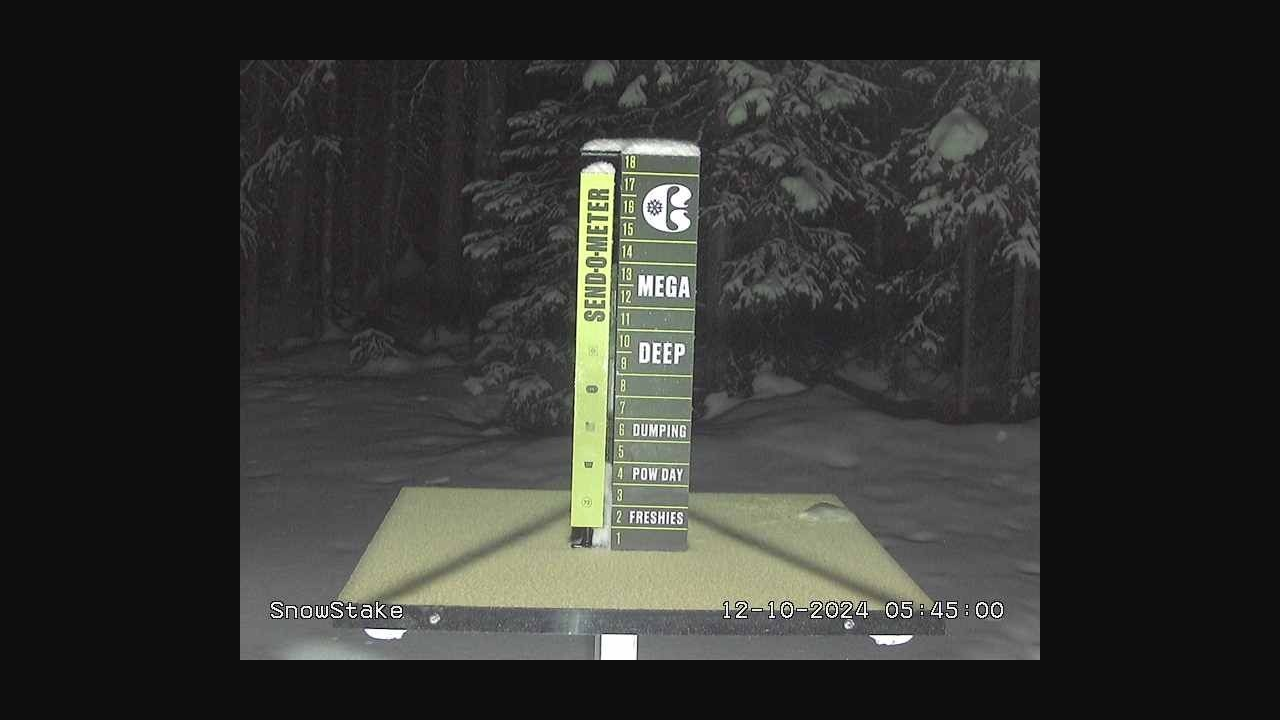 SEND-O-METER
18
17
16
15
14
13
12 MEGA
11
10
9 DEEP
8
7
6 DUMPING
5
4 POW DAY
3
2 FRESHIES
1
SnowStake
12-10-2024 05:45:00